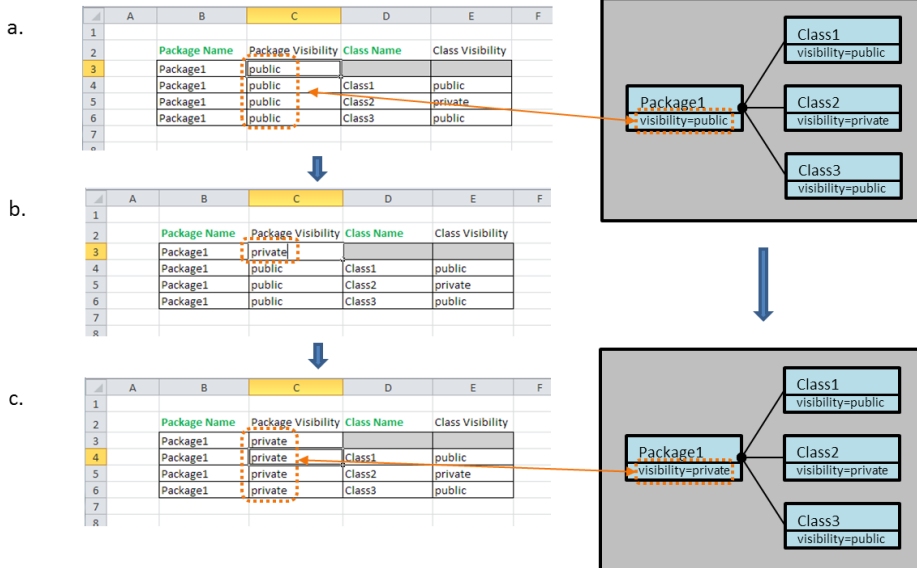 a.
A B C D E F
1
2 Package Name Package Visibility Class Name Class Visibility
3 Package1 public
4 Package1 public Class1 public
5 Package1 public Class2 private
6 Package1 public Class3 public
7
8
Class1
visibility=public
Package1
visibility=public
Class2
visibility=private
Class3
visibility=public
b.
A B C D E F
1
2 Package Name Package Visibility Class Name Class Visibility
3 Package1 private
4 Package1 public Class1 public
5 Package1 public Class2 private
6 Package1 public Class3 public
7
8
c.
A B C D E F
1
2 Package Name Package Visibility Class Name Class Visibility
3 Package1 private
4 Package1 private Class1 public
5 Package1 private Class2 private
6 Package1 private Class3 public
7
8
Class1
visibility=public
Package1
visibility=private
Class2
visibility=private
Class3
visibility=public